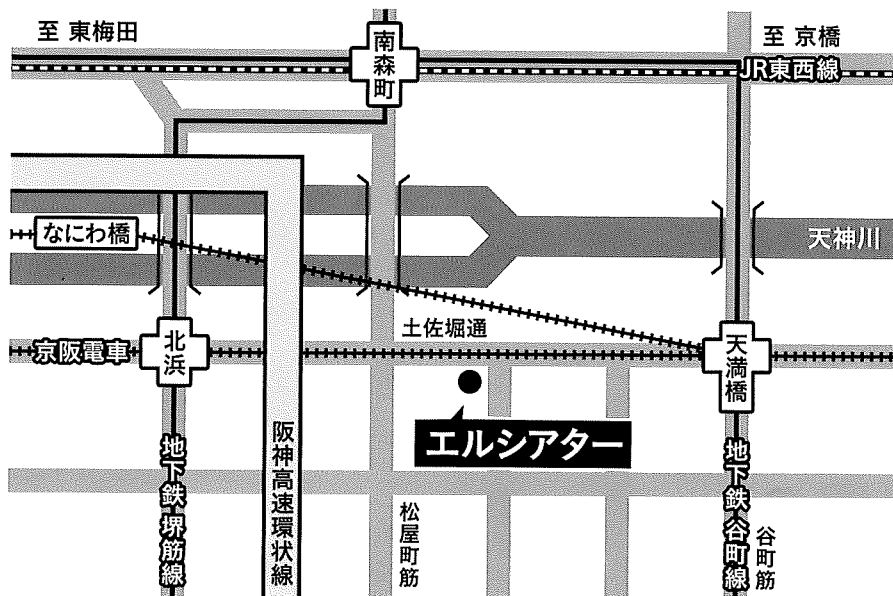 至 東梅田
南森町
至 京橋
JR東西線
なにわ橋
天神川
土佐堀通
京阪電車
北浜
天満橋
エルシアター
地下鉄 堺筋線
阪神高速環状線
松屋町筋
地下鉄 谷町線
谷町筋